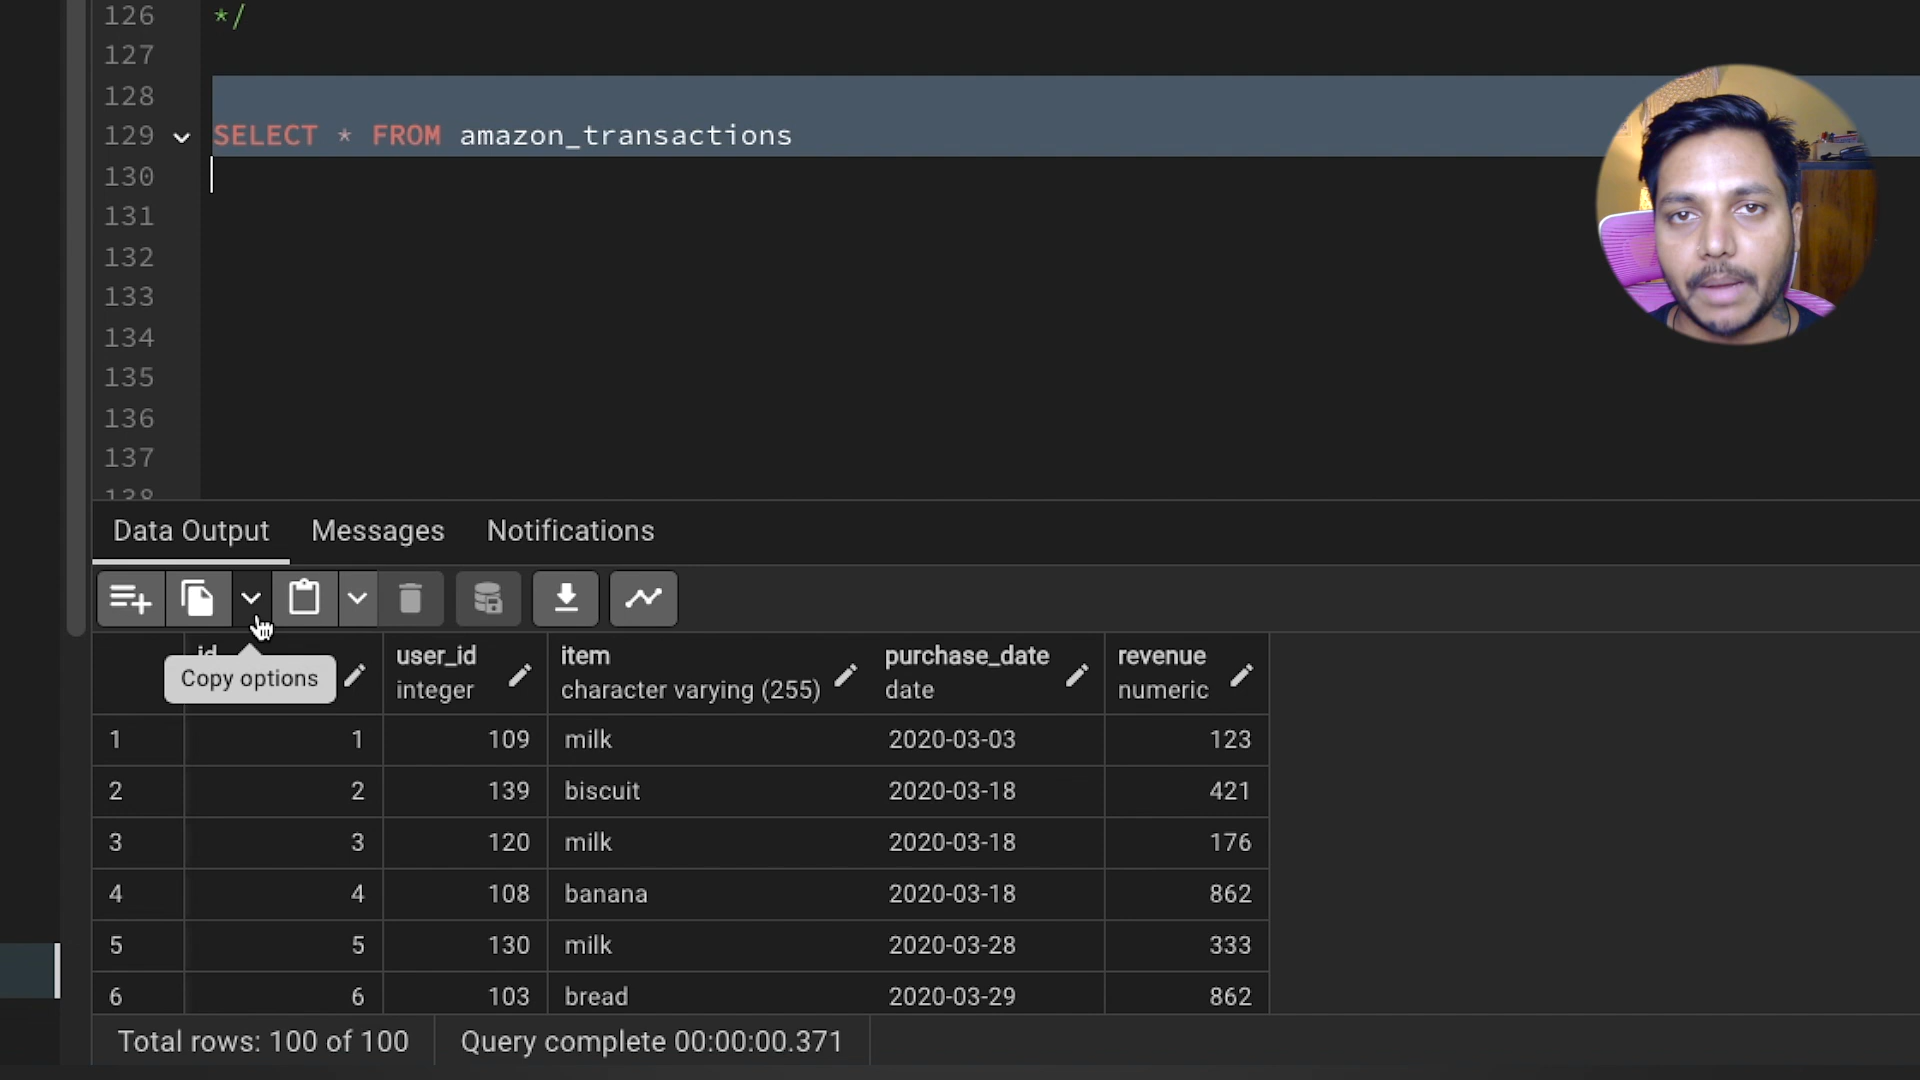 126 */
127
128
129 SELECT * FROM amazon_transactions
130
131
132
133
134
135
136
137
138
Data Output Messages Notifications
Copy options
id user_id item purchase_date revenue
integer character varying (255) date numeric
1 1 109 milk 2020-03-03 123
2 2 139 biscuit 2020-03-18 421
3 3 120 milk 2020-03-18 176
4 4 108 banana 2020-03-18 862
5 5 130 milk 2020-03-28 333
6 6 103 bread 2020-03-29 862
Total rows: 100 of 100 Query complete 00:00:00.371